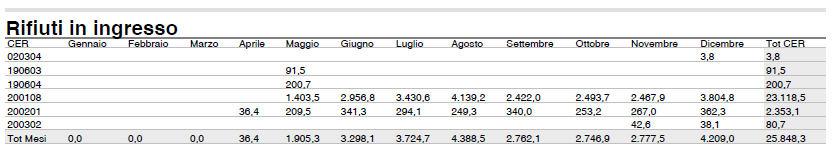 Rifiuti in ingresso
CER Gennaio Febbraio Marzo Aprile Maggio Giugno Luglio Agosto Settembre Ottobre Novembre Dicembre Tot CER
020304 3,8 3,8
190603 91,5 91,5
190604 200,7 200,7
200108 1.403,5 2.956,8 3.430,6 4.139,2 2.422,0 2.493,7 2.467,9 3.804,8 23.118,5
200201 36,4 209,5 341,3 294,1 249,3 340,0 253,2 267,0 362,3 2.353,1
200302 42,6 38,1 80,7
Tot Mesi 0,0 0,0 0,0 36,4 1.905,3 3.298,1 3.724,7 4.388,5 2.762,1 2.746,9 2.777,5 4.209,0 25.848,3